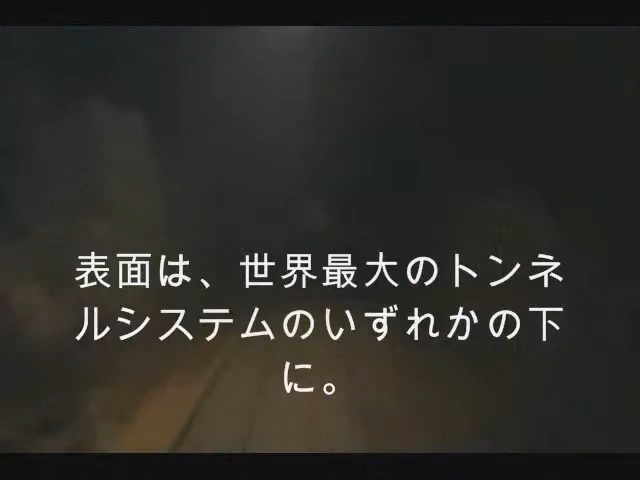 表面は、世界最大のトンネ
ルシステムのいずれかの下
に。